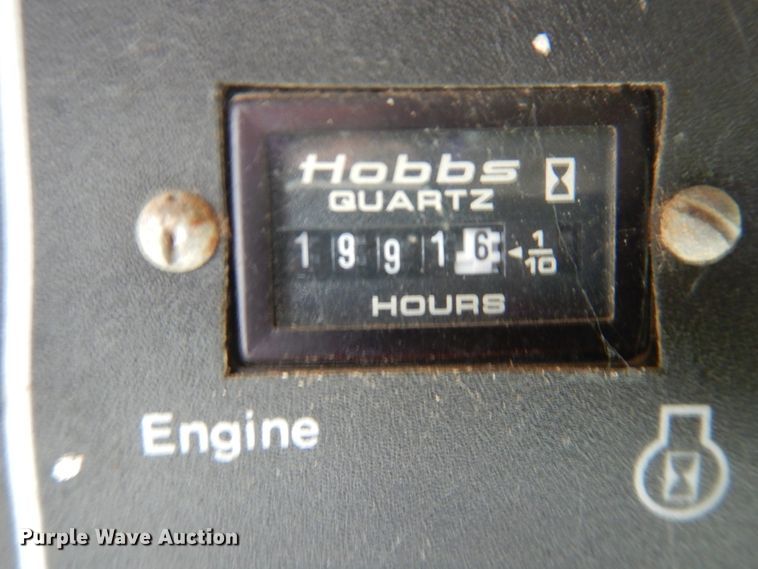 Hobbs
QUARTZ
1 9 9 1 6 ◄ 1/10
HOURS
Engine
Purple Wave Auction